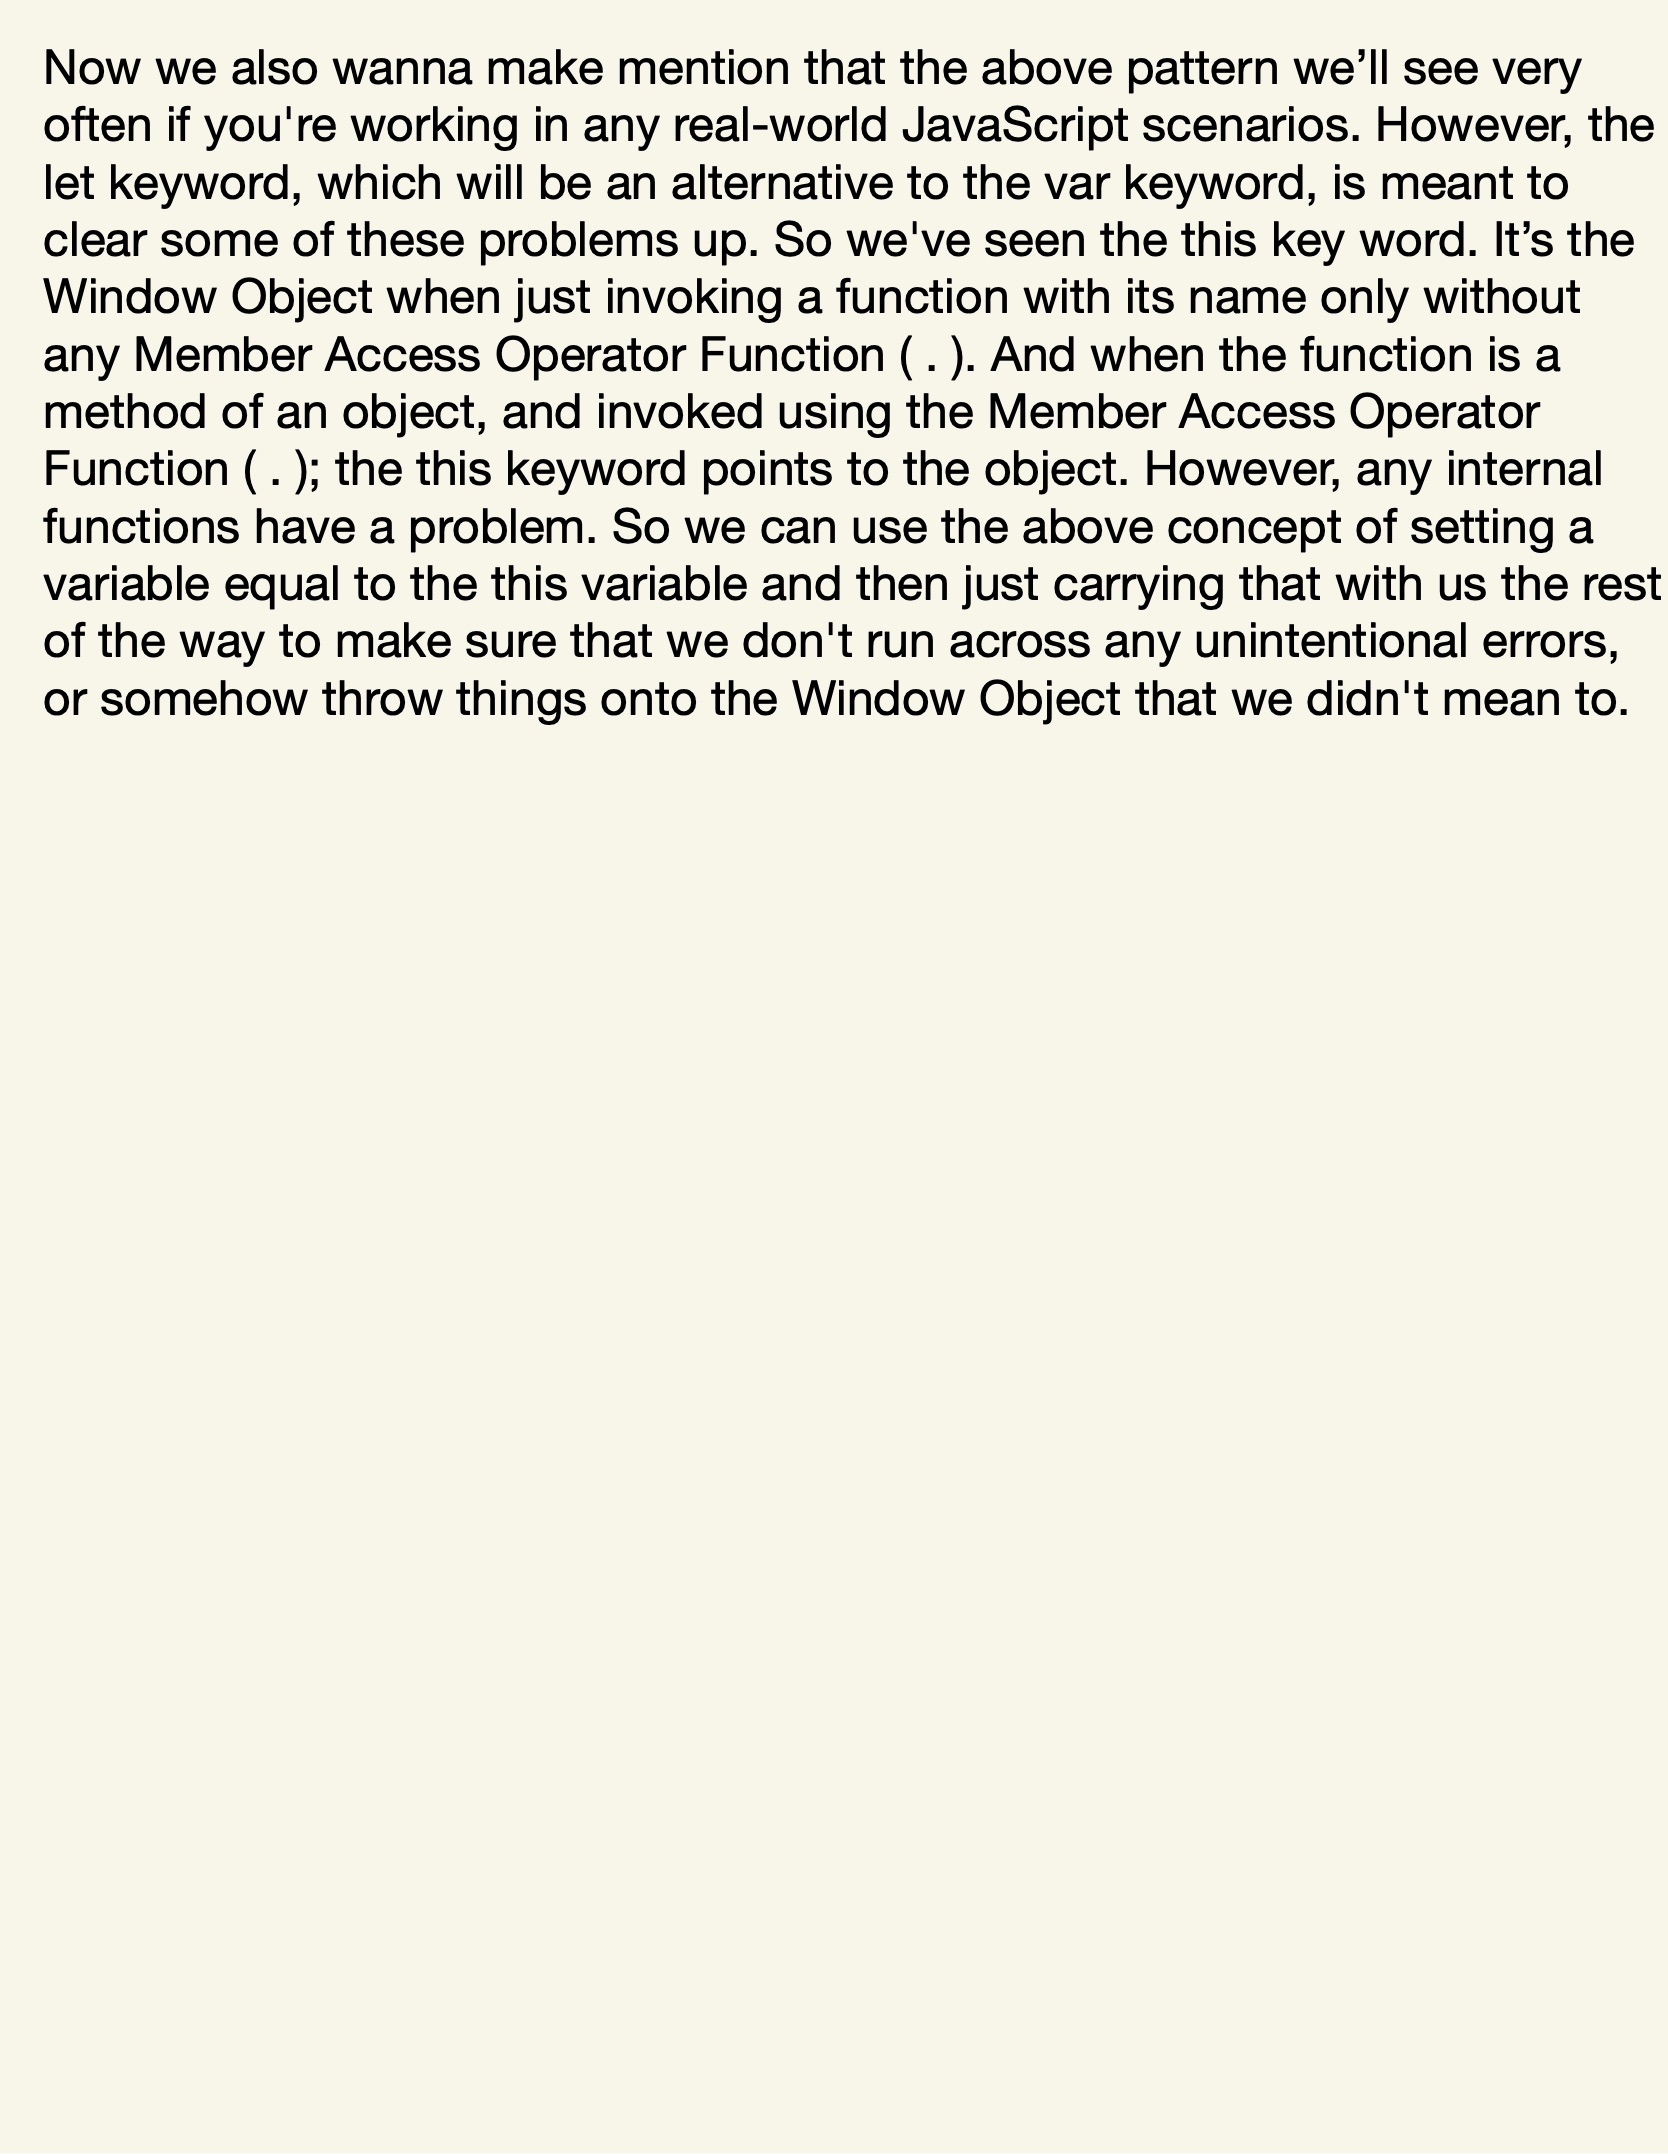 Now we also wanna make mention that the above pattern we’ll see very
often if you're working in any real-world JavaScript scenarios. However, the
let keyword, which will be an alternative to the var keyword, is meant to
clear some of these problems up. So we've seen the this key word. It’s the
Window Object when just invoking a function with its name only without
any Member Access Operator Function ( . ). And when the function is a
method of an object, and invoked using the Member Access Operator
Function ( . ); the this keyword points to the object. However, any internal
functions have a problem. So we can use the above concept of setting a
variable equal to the this variable and then just carrying that with us the rest
of the way to make sure that we don't run across any unintentional errors,
or somehow throw things onto the Window Object that we didn't mean to.